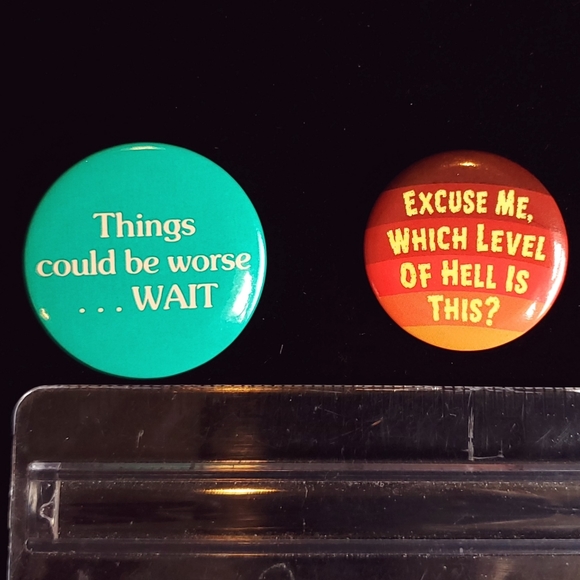 Things
could be worse
. . . WAIT
EXCUSE ME,
WHICH LEVEL
OF HELL IS
THIS?